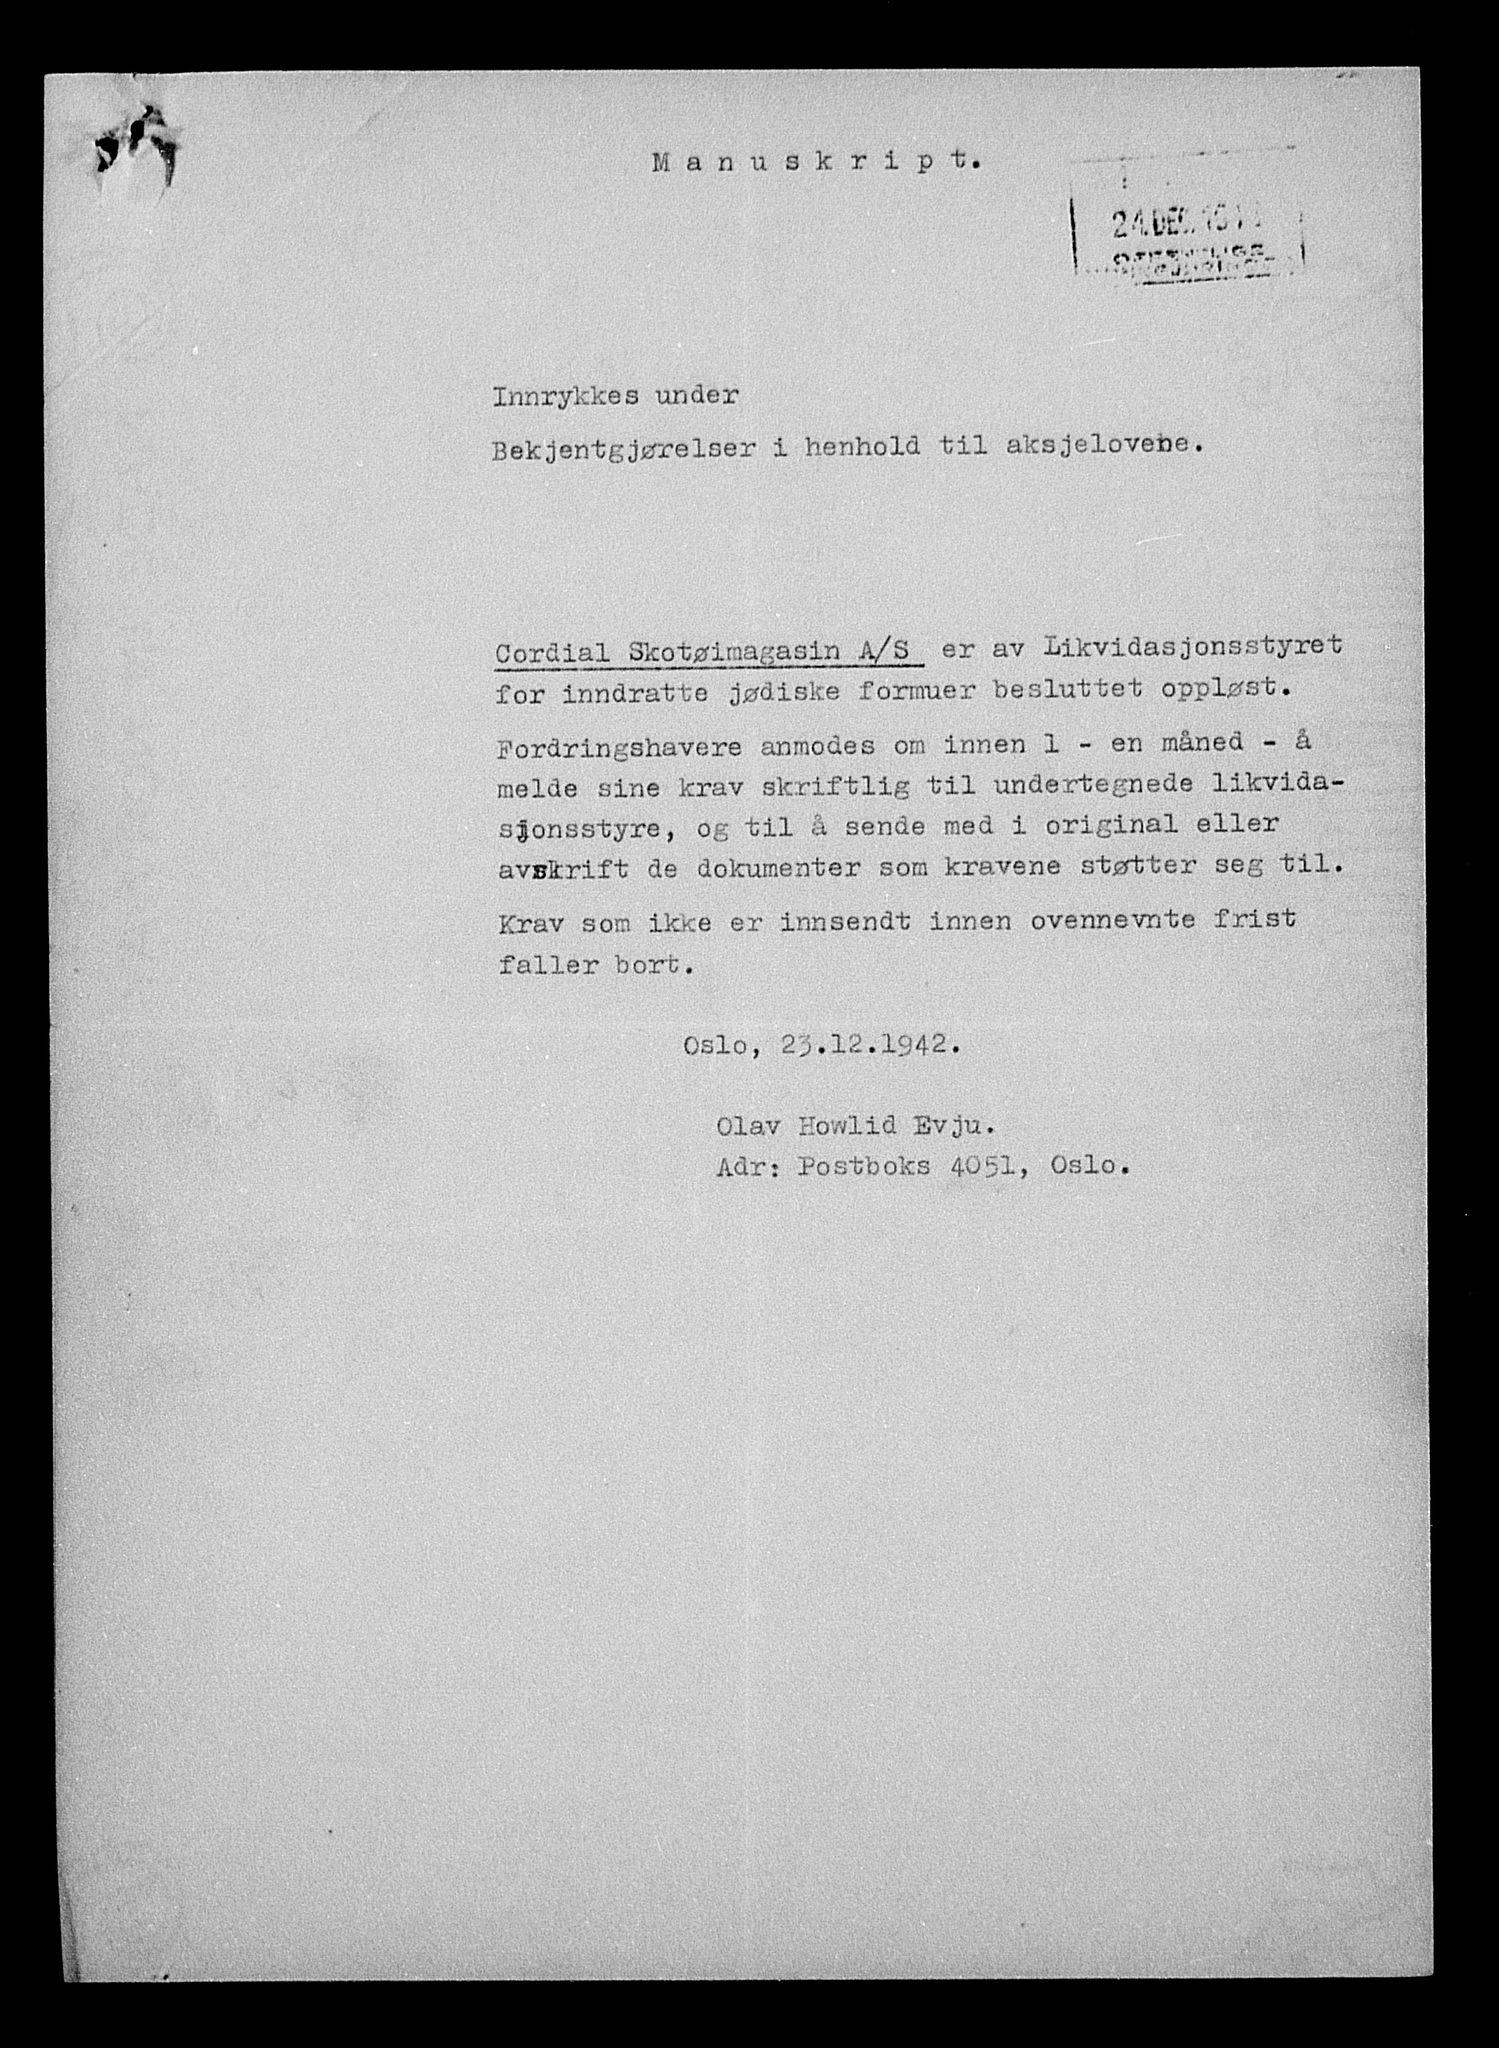 Manuskript.
24. DEC. 19
Innrykkes under
Bekjentgjørelser i henhold til aksjelovene.
Cordial Skotøimagasin A/S er av Likvidasjonsstyret
for inndratte jødiske formuer besluttet oppløst.
Fordringshavere anmodes om innen 1 - en måned - å
melde sine krav skriftlig til undertegnede likvida-
sjonsstyre, og til å sende med i original eller
avskrift de dokumenter som kravene støtter seg til.
Krav som ikke er innsendt innen ovennevnte frist
faller bort.
Oslo, 23.12.1942.
Olav Howlid Evju.
Adr: Postboks 4051, Oslo.